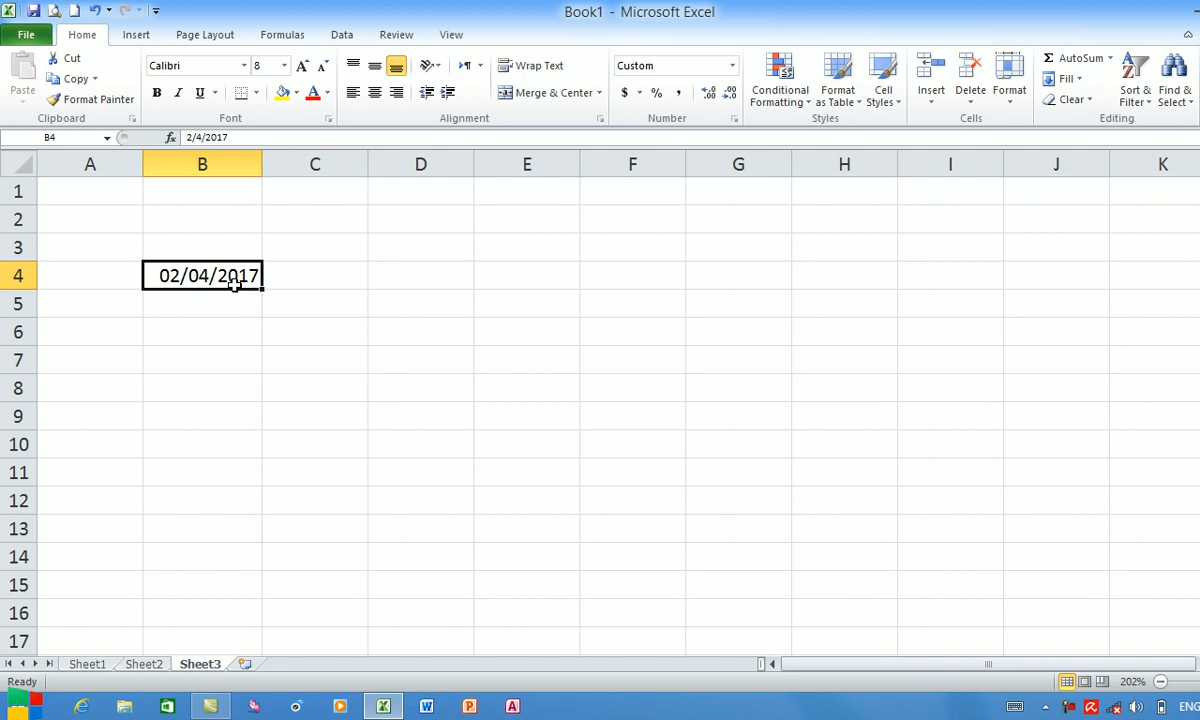 Book1 - Microsoft Excel
File Home Insert Page Layout Formulas Data Review View
Paste
Cut
Copy
Format Painter
Clipboard
Calibri 8
B I U
Font
Wrap Text
Merge & Center
Alignment
Custom
$ % ,
Number
Conditional Formatting
Format as Table
Cell Styles
Styles
Insert
Delete
Format
Cells
Σ AutoSum
Fill
Clear
Sort & Filter
Find & Select
Editing
B4 fx 2/4/2017
A B C D E F G H I J K
1
2
3
4 02/04/2017
5
6
7
8
9
10
11
12
13
14
15
16
17
Sheet1 Sheet2 Sheet3
Ready 202%
ENG